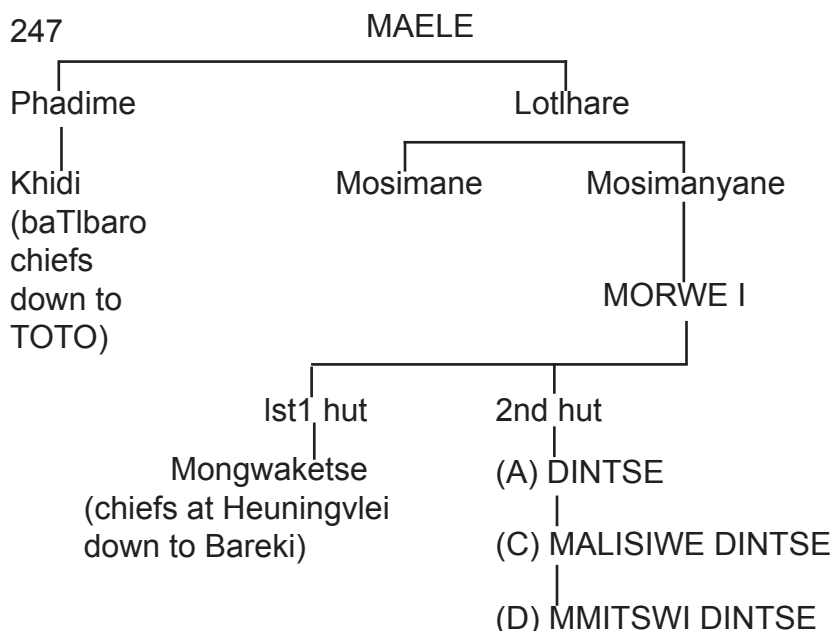 247 MAELE
Phadime Lotlhare
Khidi Mosimane Mosimanyane
(baTlbaro
chiefs
down to
TOTO)
MORWE I
lst1 hut 2nd hut
Mongwaketse (A) DINTSE
(chiefs at Heuningvlei
down to Bareki) (C) MALISIWE DINTSE
(D) MMITSWI DINTSE